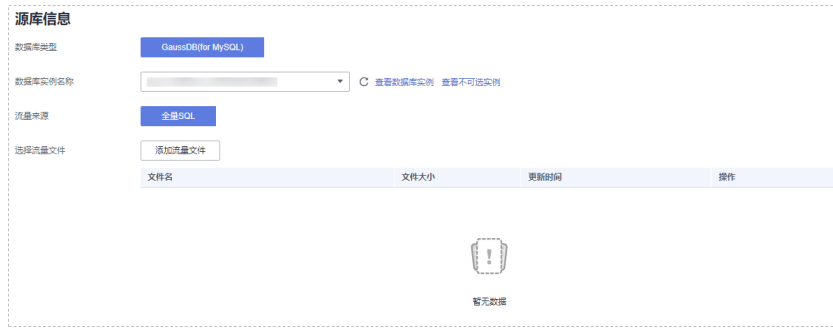 源库信息
数据库类型 GaussDB(for MySQL)
数据库实例名称 查看数据库实例 查看不可选实例
流量来源 全量SQL
选择流量文件 添加流量文件
文件名 文件大小 更新时间 操作
暂无数据